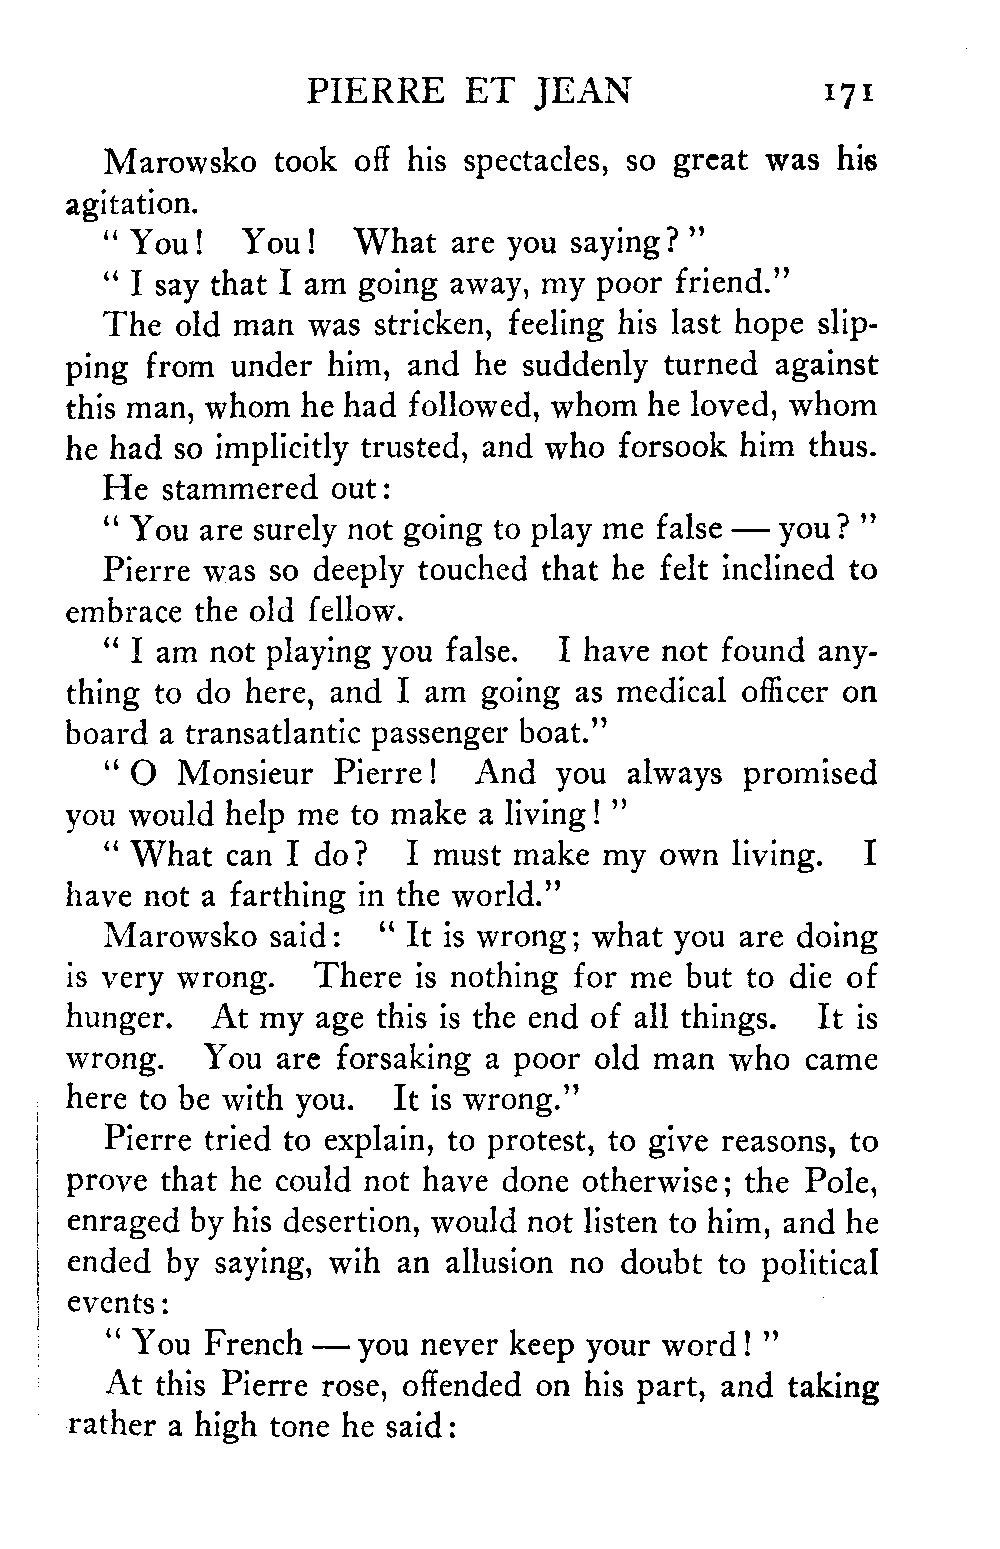 PIERRE ET JEAN 171
Marowsko took off his spectacles, so great was his
agitation.
“ You! You! What are you saying? ”
“ I say that I am going away, my poor friend.”
The old man was stricken, feeling his last hope slip-
ping from under him, and he suddenly turned against
this man, whom he had followed, whom he loved, whom
he had so implicitly trusted, and who forsook him thus.
He stammered out:
“ You are surely not going to play me false — you? ”
Pierre was so deeply touched that he felt inclined to
embrace the old fellow.
“ I am not playing you false. I have not found any-
thing to do here, and I am going as medical officer on
board a transatlantic passenger boat.”
“ O Monsieur Pierre! And you always promised
you would help me to make a living! ”
“ What can I do? I must make my own living. I
have not a farthing in the world.”
Marowsko said: “ It is wrong; what you are doing
is very wrong. There is nothing for me but to die of
hunger. At my age this is the end of all things. It is
wrong. You are forsaking a poor old man who came
here to be with you. It is wrong.”
Pierre tried to explain, to protest, to give reasons, to
prove that he could not have done otherwise; the Pole,
enraged by his desertion, would not listen to him, and he
ended by saying, wih an allusion no doubt to political
events:
“ You French — you never keep your word! ”
At this Pierre rose, offended on his part, and taking
rather a high tone he said: